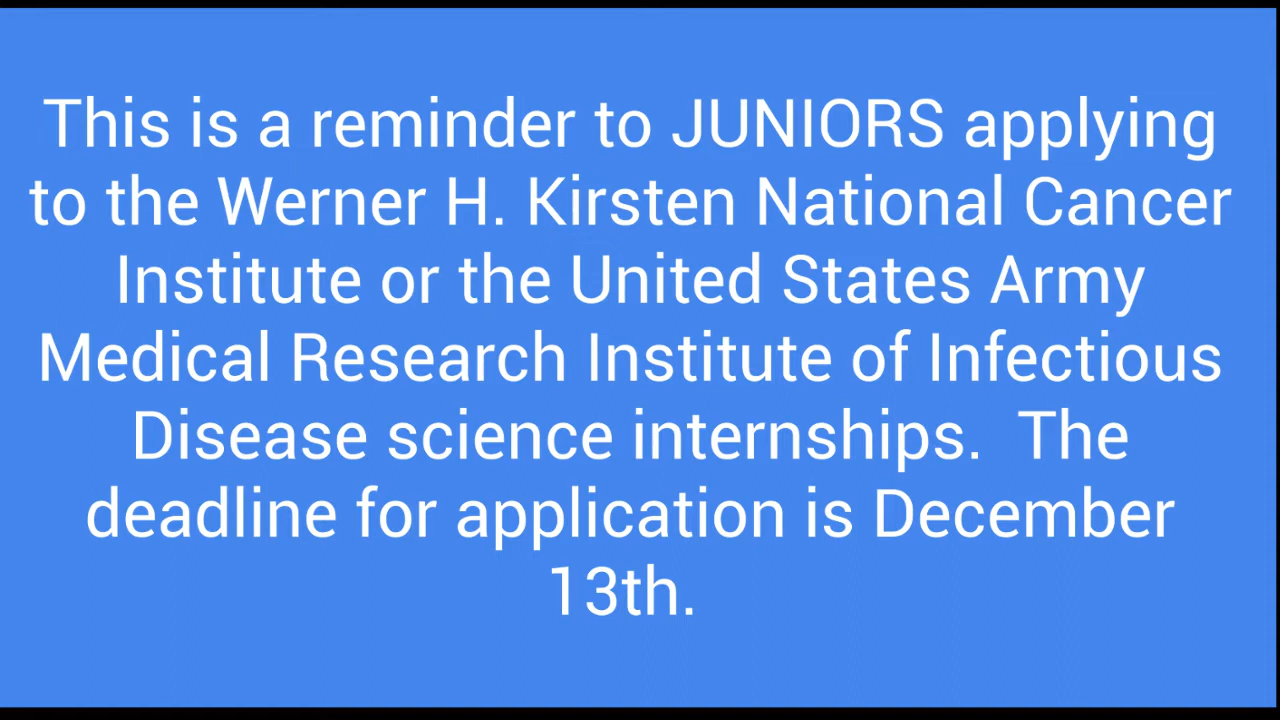 This is a reminder to JUNIORS applying
to the Werner H. Kirsten National Cancer
Institute or the United States Army
Medical Research Institute of Infectious
Disease science internships.  The
deadline for application is December
13th.